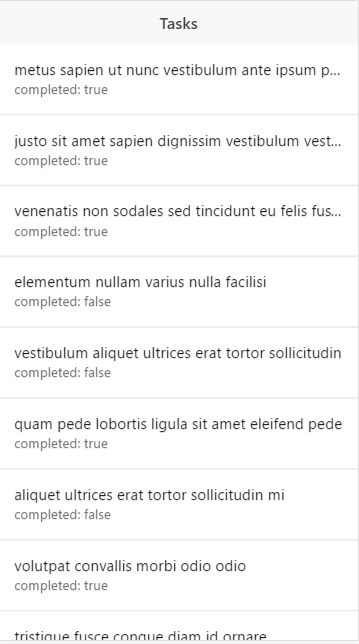 Tasks
metus sapien ut nunc vestibulum ante ipsum p...
completed: true
justo sit amet sapien dignissim vestibulum vest...
completed: true
venenatis non sodales sed tincidunt eu felis fus...
completed: true
elementum nullam varius nulla facilisi
completed: false
vestibulum aliquet ultrices erat tortor sollicitudin
completed: false
quam pede lobortis ligula sit amet eleifend pede
completed: true
aliquet ultrices erat tortor sollicitudin mi
completed: false
volutpat convallis morbi odio odio
completed: true
tristique fusce congue diam id ornare